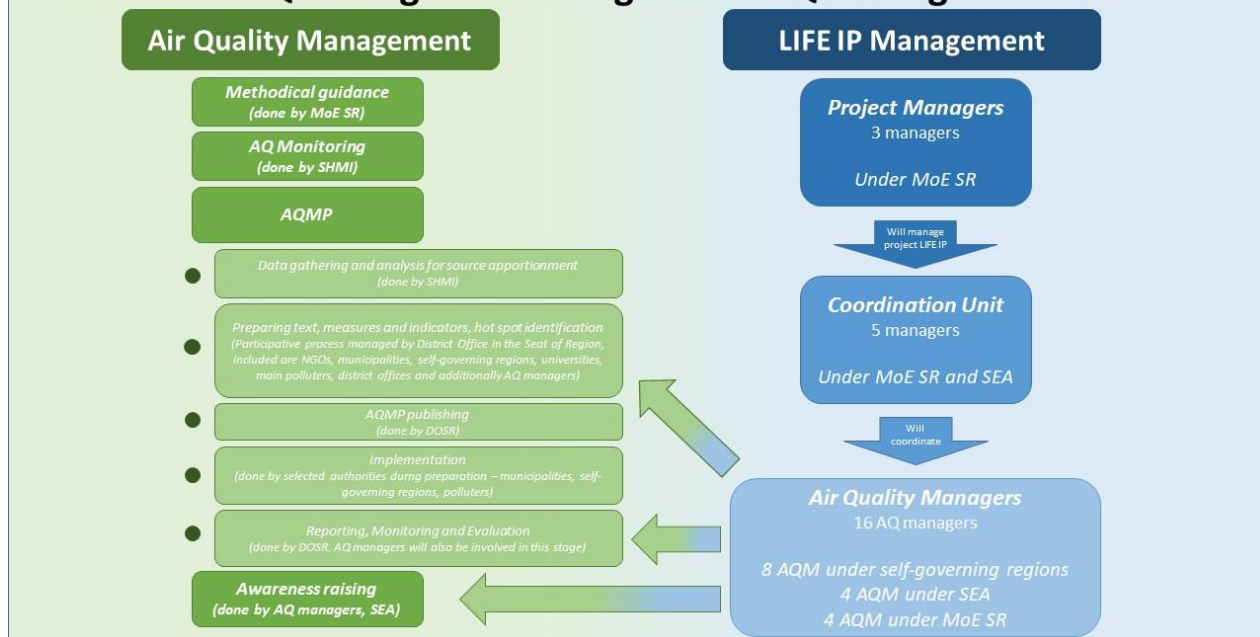 Air Quality Management
Methodical guidance
(done by MoE SR)
AQ Monitoring
(done by SHMI)
AQMP
Data gathering and analysis for source apportionment
(done by SHMI)
Preparing text, measures and indicators, hot spot identification
(Participative process managed by District Office in the Seat of Region,
included are NGOs, municipalities, self-governing regions, universities,
main polluters, district offices and additionally AQ managers)
AQMP publishing
(done by DOSR)
Implementation
(done by selected authorities during preparation – municipalities, self-
governing regions, polluters)
Reporting, Monitoring and Evaluation
(done by DOSR. AQ managers will also be involved in this stage)
Awareness raising
(done by AQ managers, SEA)
LIFE IP Management
Project Managers
3 managers
Under MoE SR
Will manage
project LIFE IP
Coordination Unit
5 managers
Under MoE SR and SEA
Will
coordinate
Air Quality Managers
16 AQ managers
8 AQM under self-governing regions
4 AQM under SEA
4 AQM under MoE SR